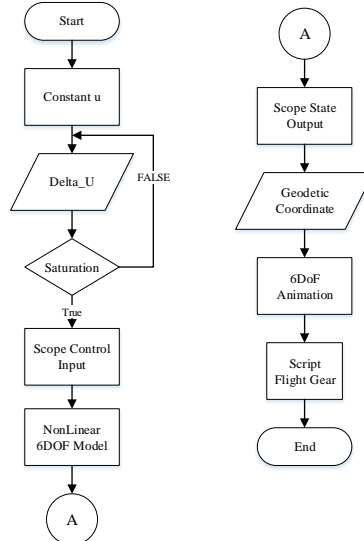 Start
Constant u
Delta_U
FALSE
Saturation
True
Scope Control
Input
NonLinear
6DOF Model
A
A
Scope State
Output
Geodetic
Coordinate
6DoF
Animation
Script
Flight Gear
End